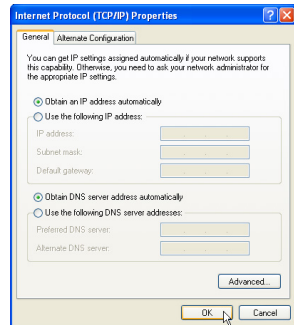 Internet Protocol (TCP/IP) Properties
General Alternate Configuration
You can get IP settings assigned automatically if your network supports
this capability. Otherwise, you need to ask your network administrator for
the appropriate IP settings.
Obtain an IP address automatically
Use the following IP address:
IP address:
Subnet mask:
Default gateway:
Obtain DNS server address automatically
Use the following DNS server addresses:
Preferred DNS server:
Alternate DNS server:
Advanced...
OK Cancel